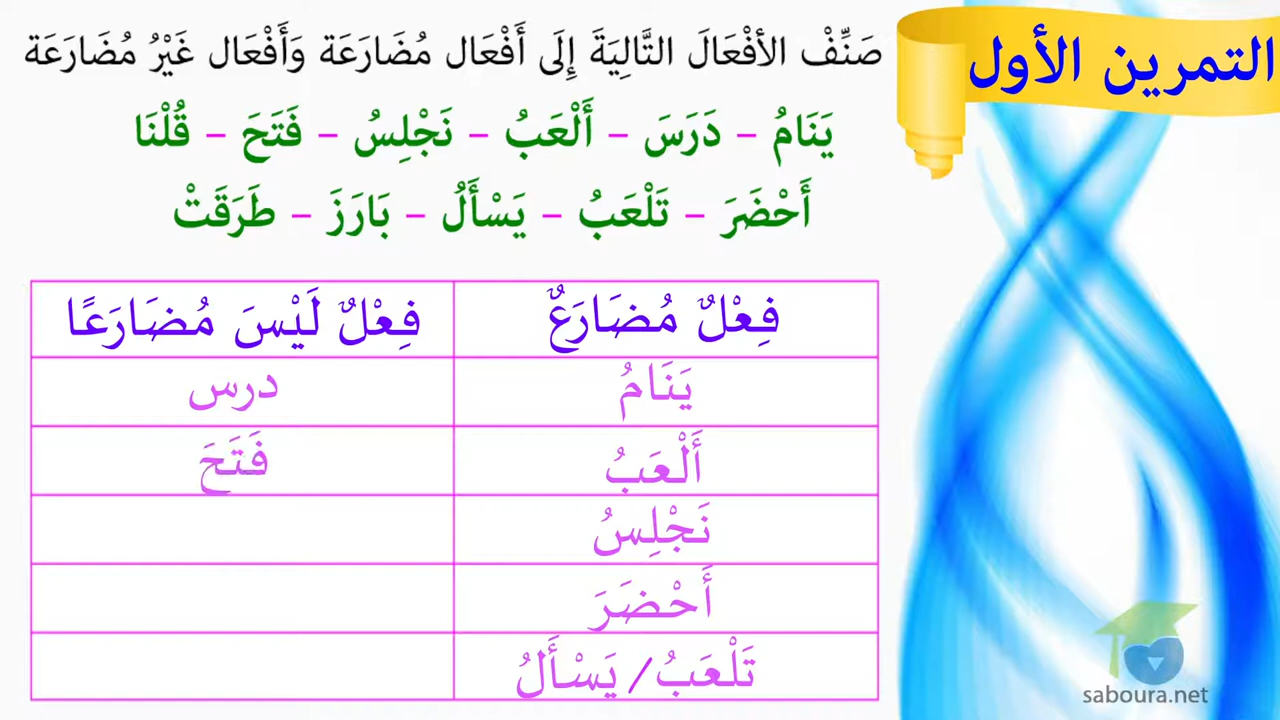 التمرين الأول
صَنِّفْ الأفْعَالَ التَّالِيَةَ إِلَى أَفْعَال مُضَارَعَة وَأَفْعَال غَيْرُ مُضَارَعَة
يَنَامُ – دَرَسَ – أَلْعَبُ – نَجْلِسُ – فَتَحَ – قُلْنَا
أَحْضَرَ – تَلْعَبُ – يَسْأَلُ – بَارَزَ – طَرَقَتْ
فِعْلٌ مُضَارَعٌ فِعْلٌ لَيْسَ مُضَارَعًا
يَنَامُ درس
أَلْعَبُ فَتَحَ
نَجْلِسُ
أَحْضَرَ
تَلْعَبُ / يَسْأَلُ
saboura.net